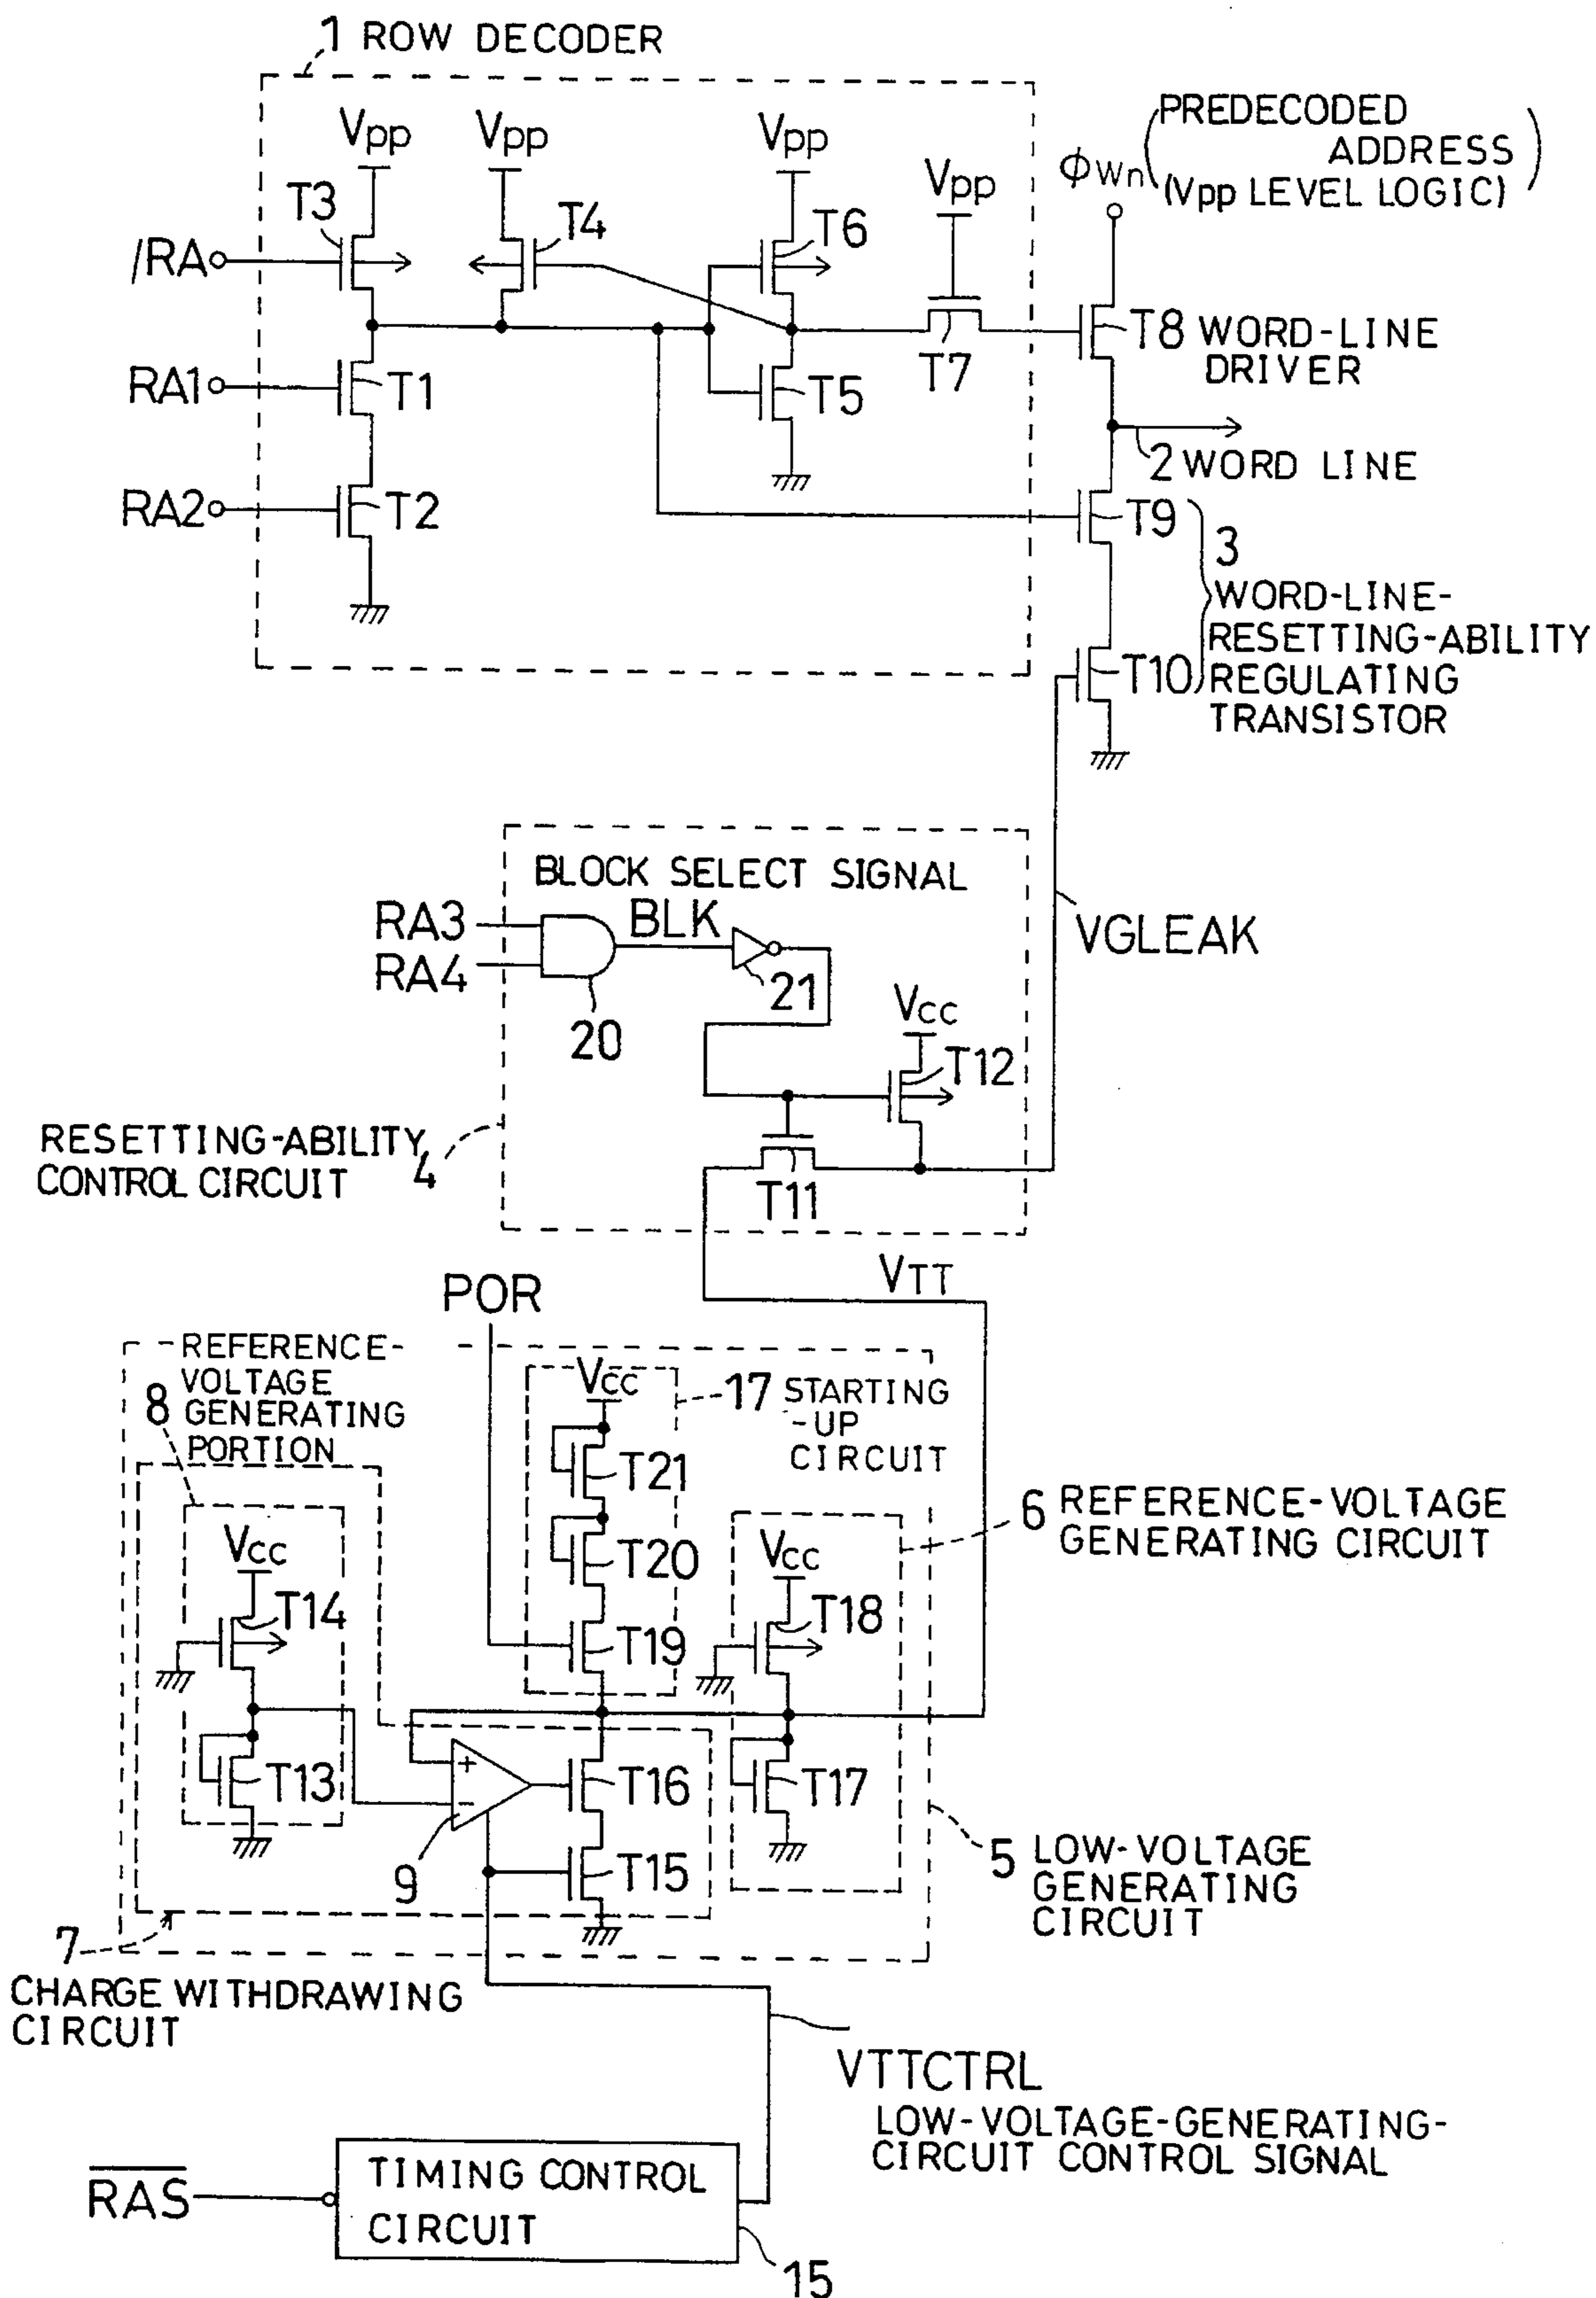 1 ROW DECODER
Vpp
Vpp
Vpp
Vpp
φWn
(PREDECODED
ADDRESS
(Vpp LEVEL LOGIC))
T3
T4
T6
/RA
T8 WORD-LINE
DRIVER
T7
RA1
T1
T5
2 WORD LINE
RA2
T2
T9
3
WORD-LINE-
RESETTING-ABILITY
REGULATING
TRANSISTOR
T10
BLOCK SELECT SIGNAL
RA3
BLK
VGLEAK
RA4
21
20
Vcc
T12
RESETTING-ABILITY
CONTROL CIRCUIT
4
T11
VTT
POR
REFERENCE-
VOLTAGE
GENERATING
PORTION
8
Vcc
17 STARTING
-UP
CIRCUIT
T21
6 REFERENCE-VOLTAGE
GENERATING CIRCUIT
Vcc
T20
Vcc
T14
T18
T19
+
−
T13
T16
T17
9
T15
5 LOW-VOLTAGE
GENERATING
CIRCUIT
7
CHARGE WITHDRAWING
CIRCUIT
VTTCTRL
LOW-VOLTAGE-GENERATING-
CIRCUIT CONTROL SIGNAL
R̅A̅S̅
TIMING CONTROL
CIRCUIT
15